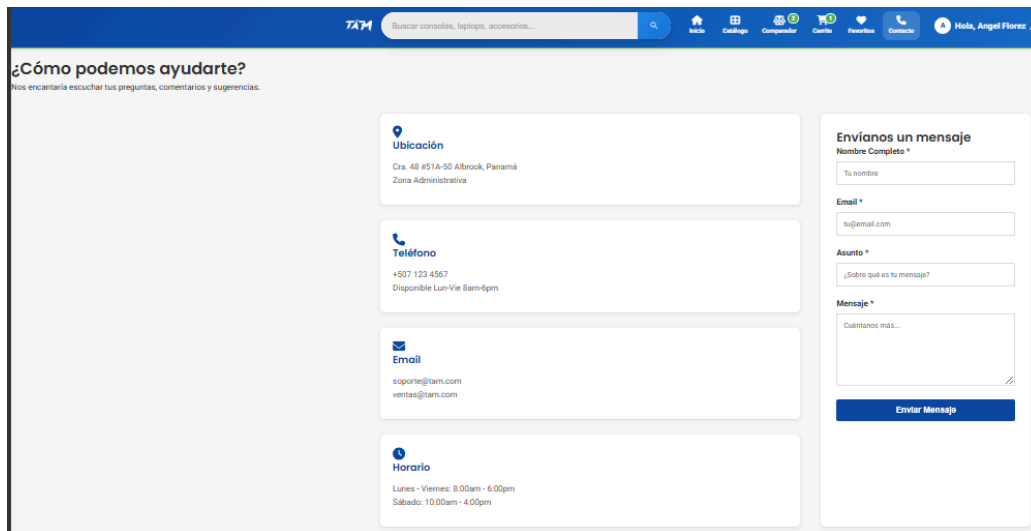 TAM
Buscar consolas, laptops, accesorios...
Inicio
Catálogo
2
Comparador
1
Carrito
Favoritos
Contacto
A
Hola, Angel Florez
¿Cómo podemos ayudarte?
Nos encantaría escuchar tus preguntas, comentarios y sugerencias.
Ubicación
Cra. 48 #51A-50 Albrook, Panamá
Zona Administrativa
Teléfono
+507 123 4567
Disponible Lun-Vie 8am-6pm
Email
soporte@tam.com
ventas@tam.com
Horario
Lunes - Viernes: 8:00am - 6:00pm
Sábado: 10:00am - 4:00pm
Envíanos un mensaje
Nombre Completo *
Tu nombre
Email *
tu@email.com
Asunto *
¿Sobre qué es tu mensaje?
Mensaje *
Cuéntanos más...
Enviar Mensaje